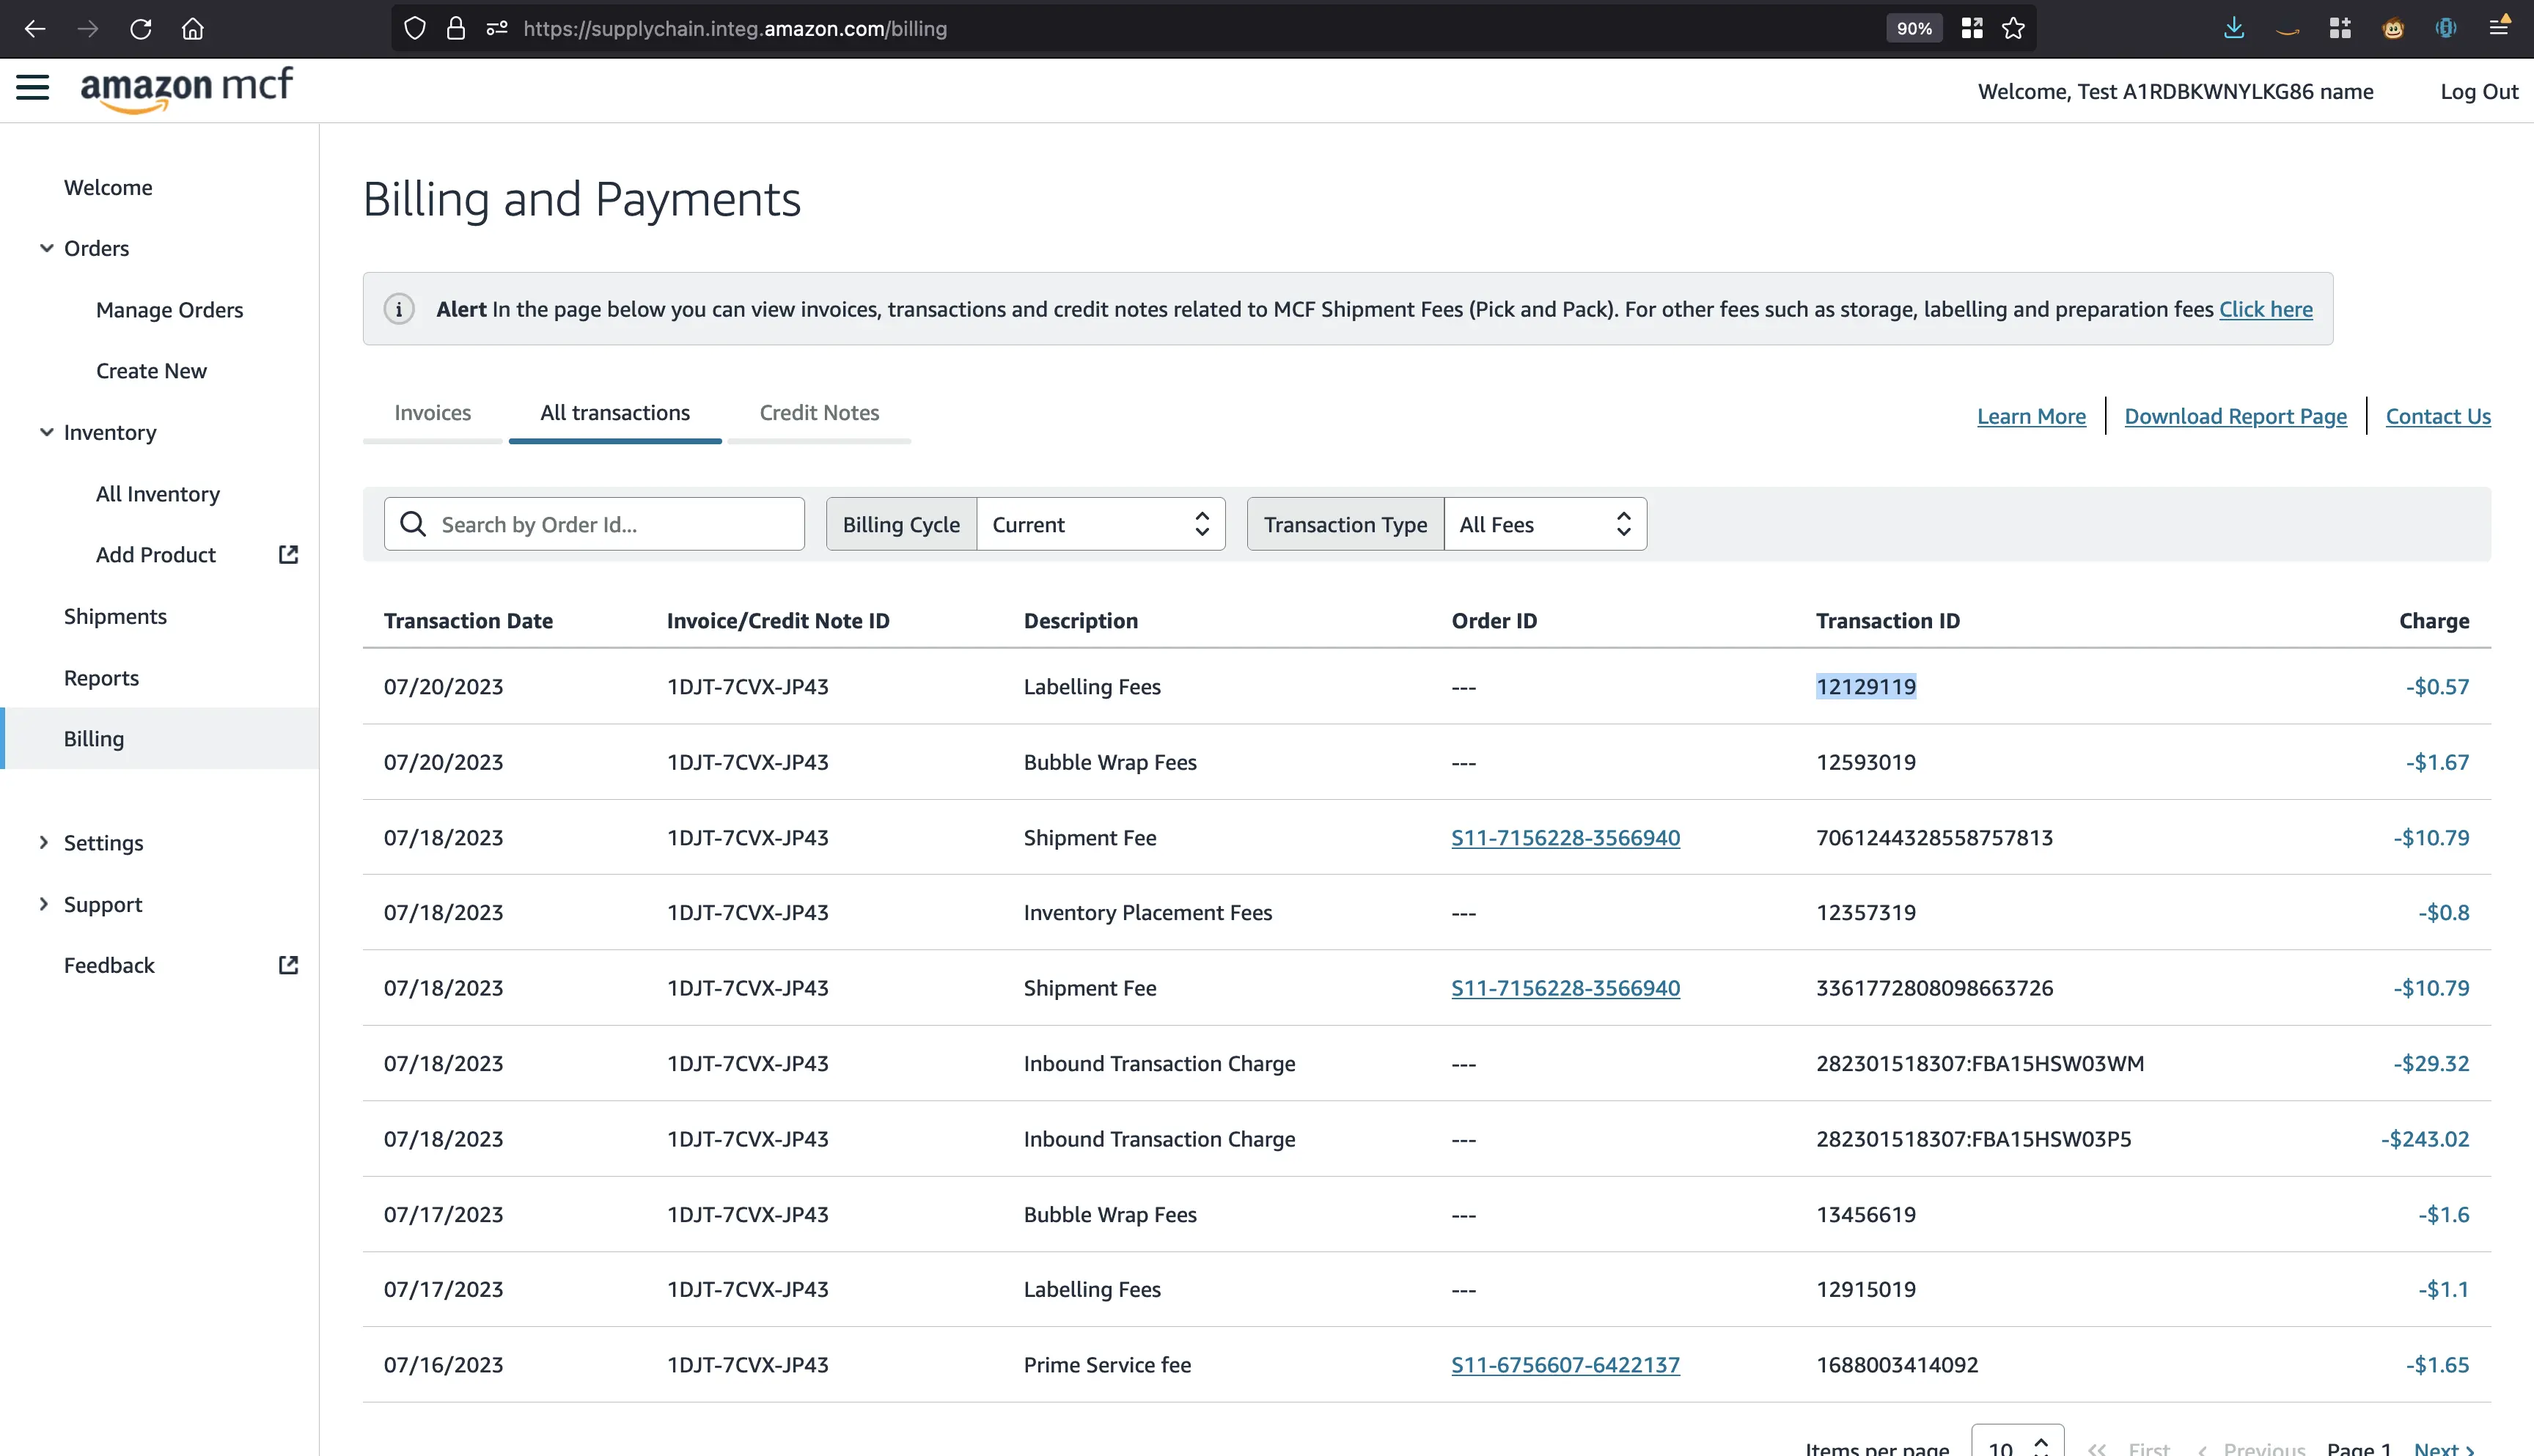 https://supplychain.integ.amazon.com/billing 90%
amazon mcf Welcome, Test A1RDBKWNYLKG86 name Log Out
Welcome
Orders
Manage Orders
Create New
Inventory
All Inventory
Add Product
Shipments
Reports
Billing
Settings
Support
Feedback
Billing and Payments
Alert In the page below you can view invoices, transactions and credit notes related to MCF Shipment Fees (Pick and Pack). For other fees such as storage, labelling and preparation fees Click here
Invoices All transactions Credit Notes Learn More Download Report Page Contact Us
Search by Order Id... Billing Cycle Current Transaction Type All Fees
Transaction Date Invoice/Credit Note ID Description Order ID Transaction ID Charge
07/20/2023 1DJT-7CVX-JP43 Labelling Fees --- 12129119 -$0.57
07/20/2023 1DJT-7CVX-JP43 Bubble Wrap Fees --- 12593019 -$1.67
07/18/2023 1DJT-7CVX-JP43 Shipment Fee S11-7156228-3566940 7061244328558757813 -$10.79
07/18/2023 1DJT-7CVX-JP43 Inventory Placement Fees --- 12357319 -$0.8
07/18/2023 1DJT-7CVX-JP43 Shipment Fee S11-7156228-3566940 3361772808098663726 -$10.79
07/18/2023 1DJT-7CVX-JP43 Inbound Transaction Charge --- 282301518307:FBA15HSW03WM -$29.32
07/18/2023 1DJT-7CVX-JP43 Inbound Transaction Charge --- 282301518307:FBA15HSW03P5 -$243.02
07/17/2023 1DJT-7CVX-JP43 Bubble Wrap Fees --- 13456619 -$1.6
07/17/2023 1DJT-7CVX-JP43 Labelling Fees --- 12915019 -$1.1
07/16/2023 1DJT-7CVX-JP43 Prime Service fee S11-6756607-6422137 1688003414092 -$1.65
Items per page 10 First Previous Page 1 Next